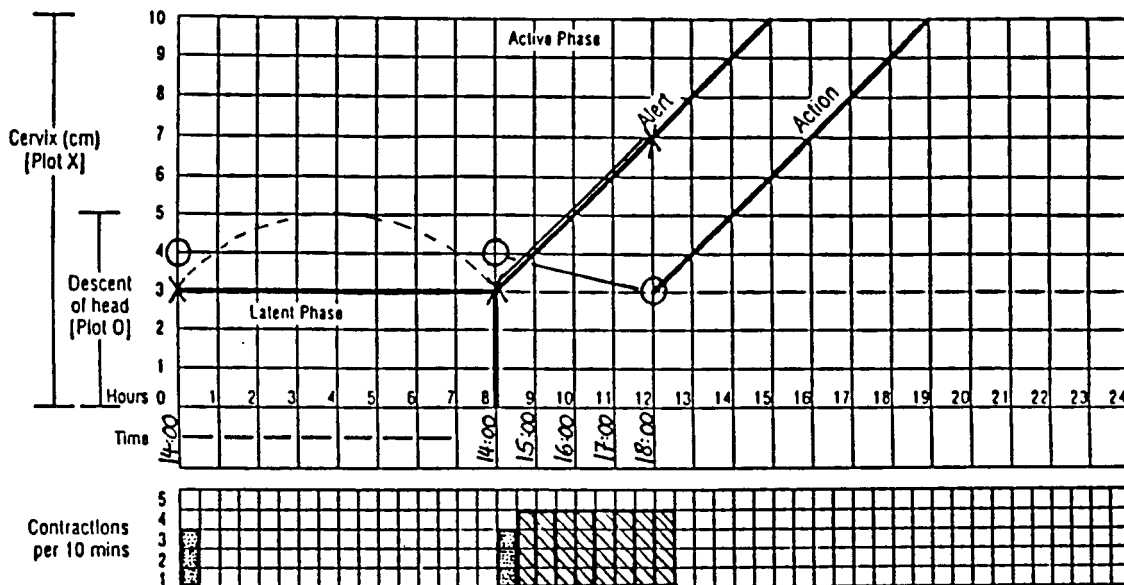 10
9
8
7
6
5
4
3
2
1
Active Phase
Alert
Action
Cervix (cm)
[Plot X]
Descent
of head
[Plot O]
Latent Phase
Hours 0 1 2 3 4 5 6 7 8 9 10 11 12 13 14 15 16 17 18 19 20 21 22 23 24
Time 14:00 14:00 15:00 16:00 17:00 18:00
Contractions
per 10 mins
5
4
3
2
1